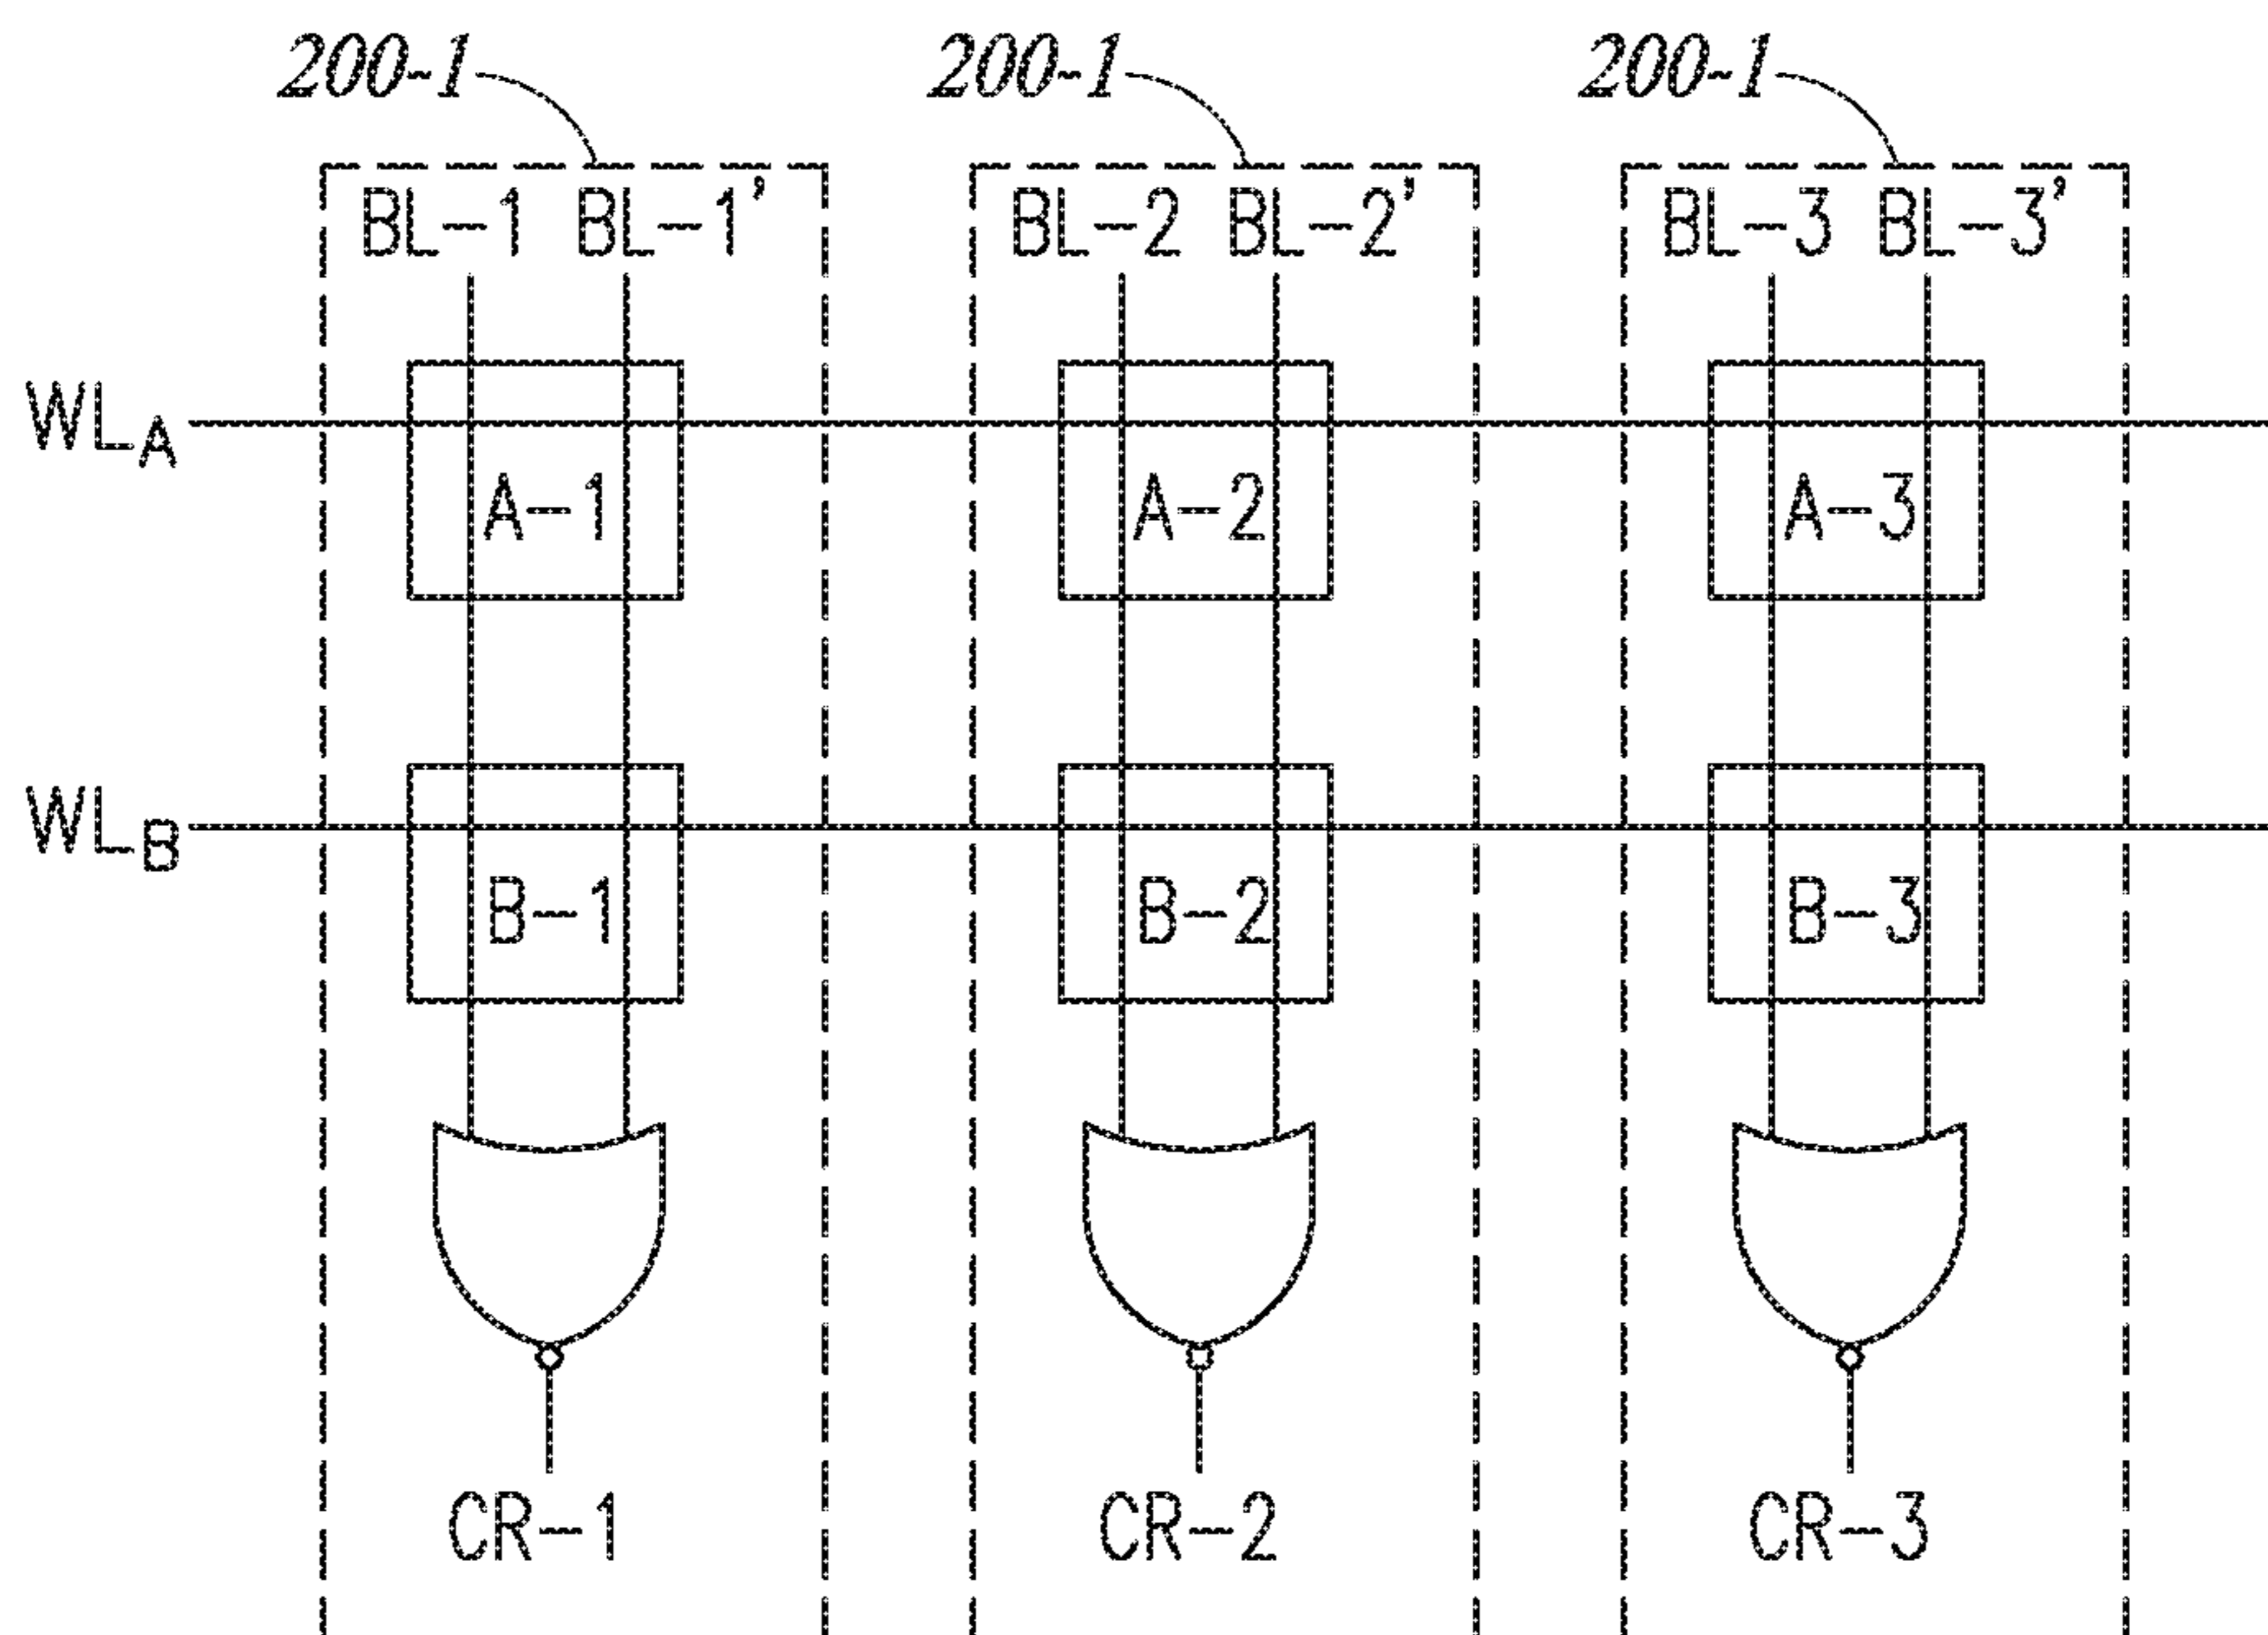 200-1 200-1 200-1
BL-1 BL-1' BL-2 BL-2' BL-3 BL-3'
WLA
A-1 A-2 A-3
WLB
B-1 B-2 B-3
CR-1 CR-2 CR-3